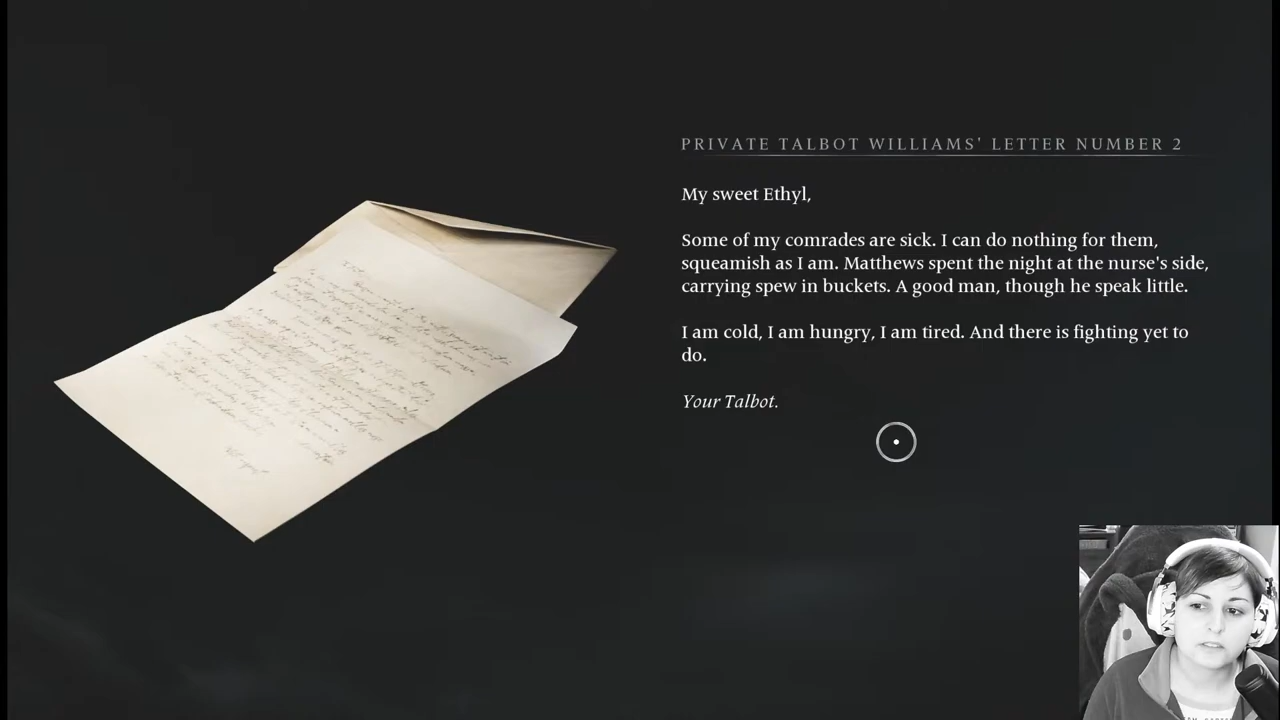 PRIVATE TALBOT WILLIAMS' LETTER NUMBER 2
My sweet Ethyl,
Some of my comrades are sick. I can do nothing for them,
squeamish as I am. Matthews spent the night at the nurse's side,
carrying spew in buckets. A good man, though he speak little.
I am cold, I am hungry, I am tired. And there is fighting yet to
do.
Your Talbot.